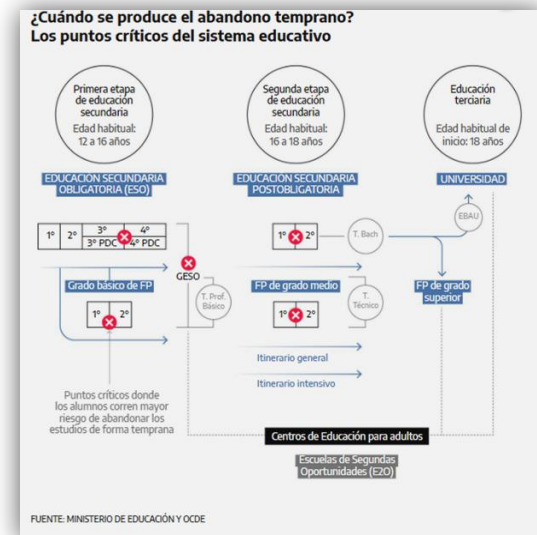 ¿Cuándo se produce el abandono temprano?
Los puntos críticos del sistema educativo
Primera etapa
de educación
secundaria
Edad habitual:
12 a 16 años
Segunda etapa
de educación
secundaria
Edad habitual:
16 a 18 años
Educación
terciaria
Edad habitual de
inicio: 18 años
EDUCACIÓN SECUNDARIA
OBLIGATORIA (ESO)
EDUCACIÓN SECUNDARIA
POSTOBLIGATORIA
UNIVERSIDAD
1º 2º 3º 4º
3º PDC 4º PDC
GESO
T. Prof.
Básico
Grado básico de FP
1º 2º
1º 2º
T. Bach
EBAU
FP de grado medio
1º 2º
T.
Técnico
FP de grado
superior
Itinerario general
Itinerario intensivo
Puntos críticos donde
los alumnos corren mayor
riesgo de abandonar los
estudios de forma temprana
Centros de Educación para adultos
Escuelas de Segundas
Oportunidades (E2O)
FUENTE: MINISTERIO DE EDUCACIÓN Y OCDE